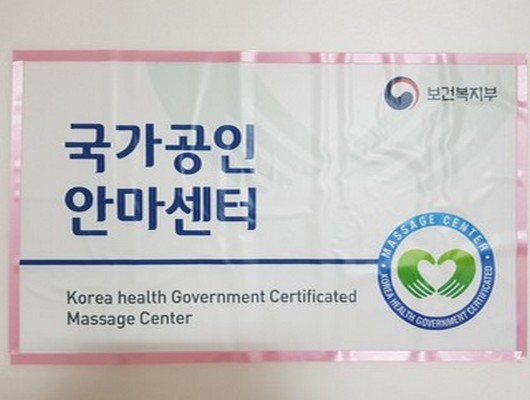 보건복지부
국가공인
안마센터
Korea health Government Certificated
Massage Center
MASSAGE CENTER
KOREA HEALTH GOVERNMENT CERTIFICATED